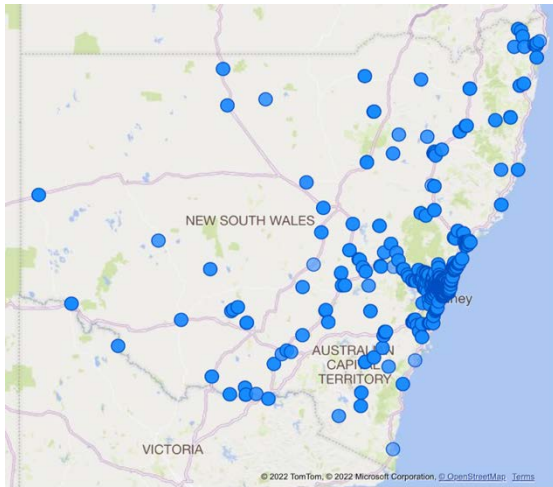 NEW SOUTH WALES
ney
AUSTRALIAN
CAPITAL
TERRITORY
VICTORIA
© 2022 TomTom, © 2022 Microsoft Corporation, © OpenStreetMap Terms